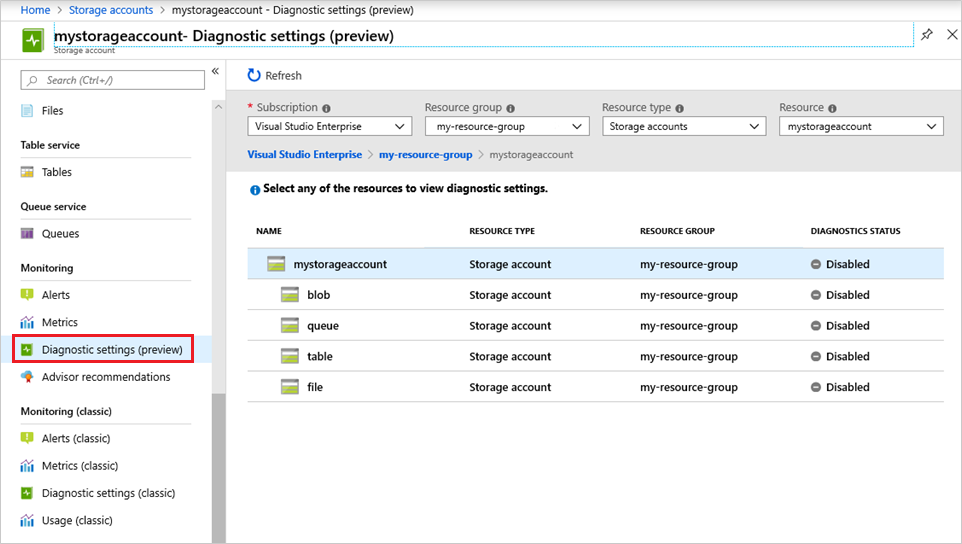 Home > Storage accounts > mystorageaccount - Diagnostic settings (preview)
mystorageaccount- Diagnostic settings (preview)
Storage account
Search (Ctrl+/)
«
Files
Table service
Tables
Queue service
Queues
Monitoring
Alerts
Metrics
Diagnostic settings (preview)
Advisor recommendations
Monitoring (classic)
Alerts (classic)
Metrics (classic)
Diagnostic settings (classic)
Usage (classic)
Refresh
* Subscription Resource group Resource type Resource
Visual Studio Enterprise my-resource-group Storage accounts mystorageaccount
Visual Studio Enterprise > my-resource-group > mystorageaccount
Select any of the resources to view diagnostic settings.
NAME RESOURCE TYPE RESOURCE GROUP DIAGNOSTICS STATUS
mystorageaccount Storage account my-resource-group Disabled
blob Storage account my-resource-group Disabled
queue Storage account my-resource-group Disabled
table Storage account my-resource-group Disabled
file Storage account my-resource-group Disabled